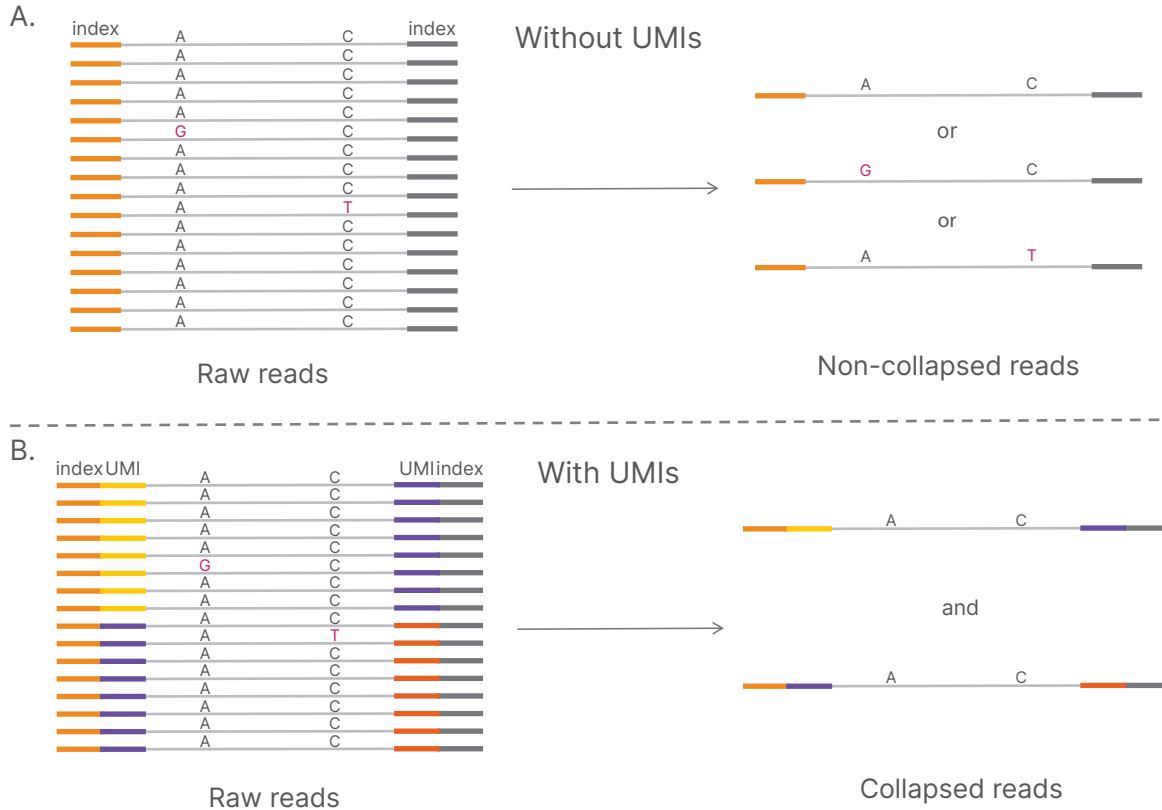 A.
index A C index
Without UMIs
A C
A C
A C
A C
G C
A C
A C
A C
A T
A C
A C
A C
A C
A C
A C
Raw reads
A C
or
G C
or
A T
Non-collapsed reads
B.
index UMI A C UMI index
With UMIs
A C
A C
A C
A C
G C
A C
A C
A C
A T
A C
A C
A C
A C
A C
A C
Raw reads
A C
and
A C
Collapsed reads